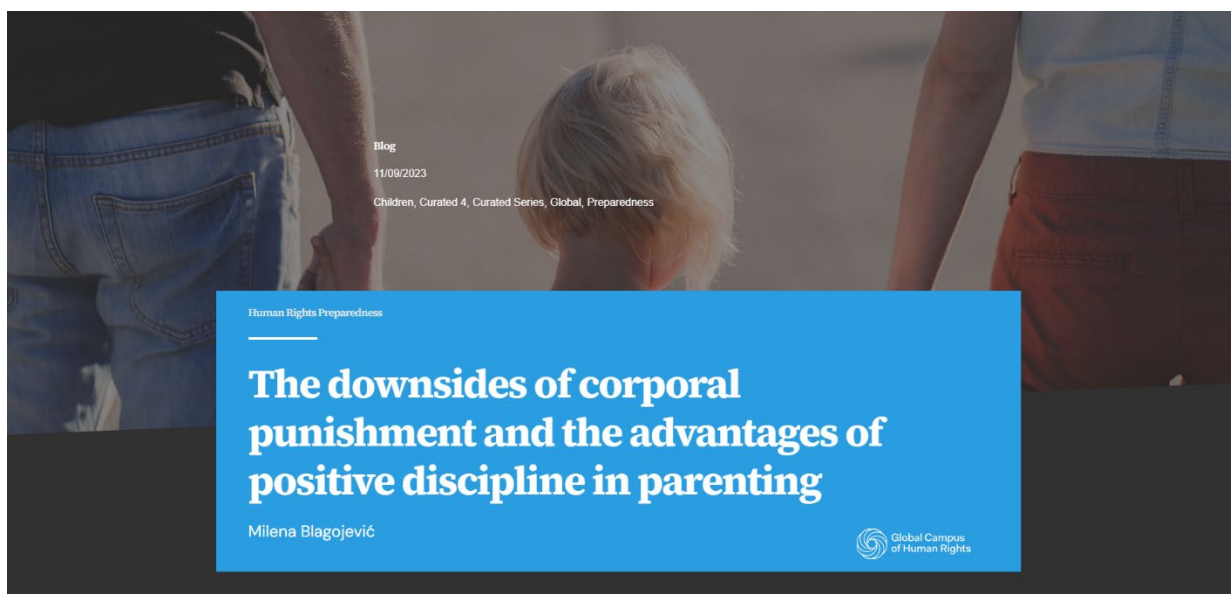 Blog
11/09/2023
Children, Curated 4, Curated Series, Global, Preparedness
Human Rights Preparedness
The downsides of corporal
punishment and the advantages of
positive discipline in parenting
Milena Blagojević
Global Campus
of Human Rights